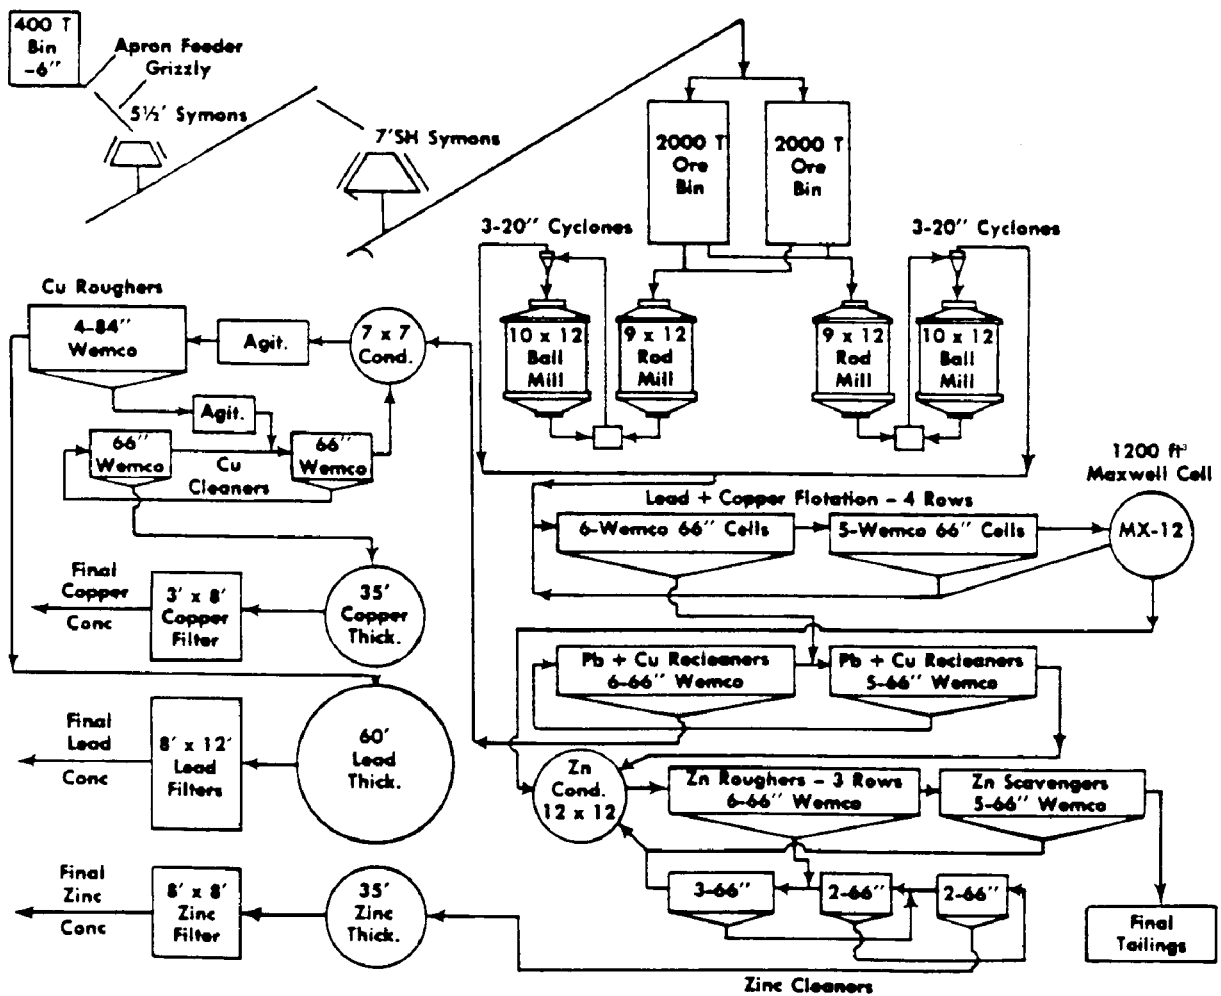 400 T
Bin
-6"
Apron Feeder
Grizzly
5½' Symons
7'SH Symons
2000 T
Ore
Bin
2000 T
Ore
Bin
3-20" Cyclones
3-20" Cyclones
10 x 12
Ball
Mill
9 x 12
Rod
Mill
9 x 12
Rod
Mill
10 x 12
Ball
Mill
Cu Roughers
4-84"
Wemco
Agit.
7 x 7
Cond.
Agit.
66"
Wemco
Cu
Cleaners
66"
Wemco
1200 ft³
Maxwell Cell
MX-12
Lead + Copper Flotation - 4 Rows
6-Wemco 66" Cells
5-Wemco 66" Cells
Final
Copper
Conc
3' x 8'
Copper
Filter
35'
Copper
Thick.
Pb + Cu Recleaners
6-66" Wemco
Pb + Cu Recleaners
5-66" Wemco
Final
Lead
Conc
8' x 12'
Lead
Filters
60'
Lead
Thick.
Zn
Cond.
12 x 12
Zn Roughers - 3 Rows
6-66" Wemco
Zn Scavengers
5-66" Wemco
Final
Zinc
Conc
8' x 8'
Zinc
Filter
35'
Zinc
Thick.
3-66"
2-66"
2-66"
Zinc Cleaners
Final
Tailings